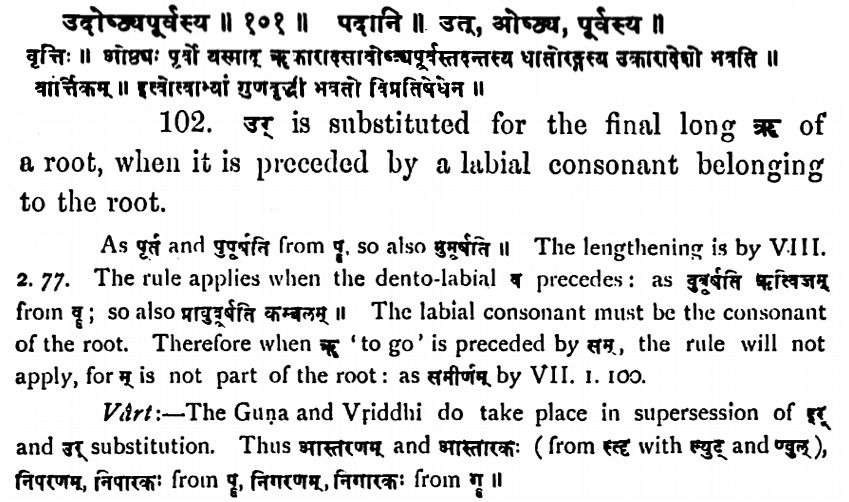 उदोष्ठ्यपूर्वस्य ॥ १०१ ॥ पदानि ॥ उत्, ओष्ठ्य, पूर्वस्य ॥
वृत्तिः ॥ ओष्ठ्यः पूर्वो यस्माद् ॠकारादसावोष्ठ्यपूर्वस्तदन्तस्य धातोरङ्गस्य उकारादेशो भवति ॥
वार्त्तिकम् ॥ इत्त्वोत्त्वाभ्यां गुणवृद्धी भवतो विप्रतिषेधेन ॥
102. उर् is substituted for the final long ॠ of
a root, when it is preceded by a labial consonant belonging
to the root.
As पूर्त्त and पुपूर्षति from पॄ, so also मुमूर्षति ॥ The lengthening is by VIII.
2. 77. The rule applies when the dento-labial व precedes: as वुवूर्षति ऋत्विजम्
from वॄ; so also प्रावुवूर्षति कम्बलम् ॥ The labial consonant must be the consonant
of the root. Therefore when ॠ 'to go' is preceded by सम्, the rule will not
apply, for म् is not part of the root: as समीर्णम् by VII. 1. 100.
Vârt:—The Guṇa and Vṛiddhi do take place in supersession of इर्
and उर् substitution. Thus आस्तरणम् and आस्तारकः (from स्तॄ with ल्युट् and ण्वुल्),
निपरणम्, निपारकः from पॄ, निगरणम्, निगारकः from गॄ ॥